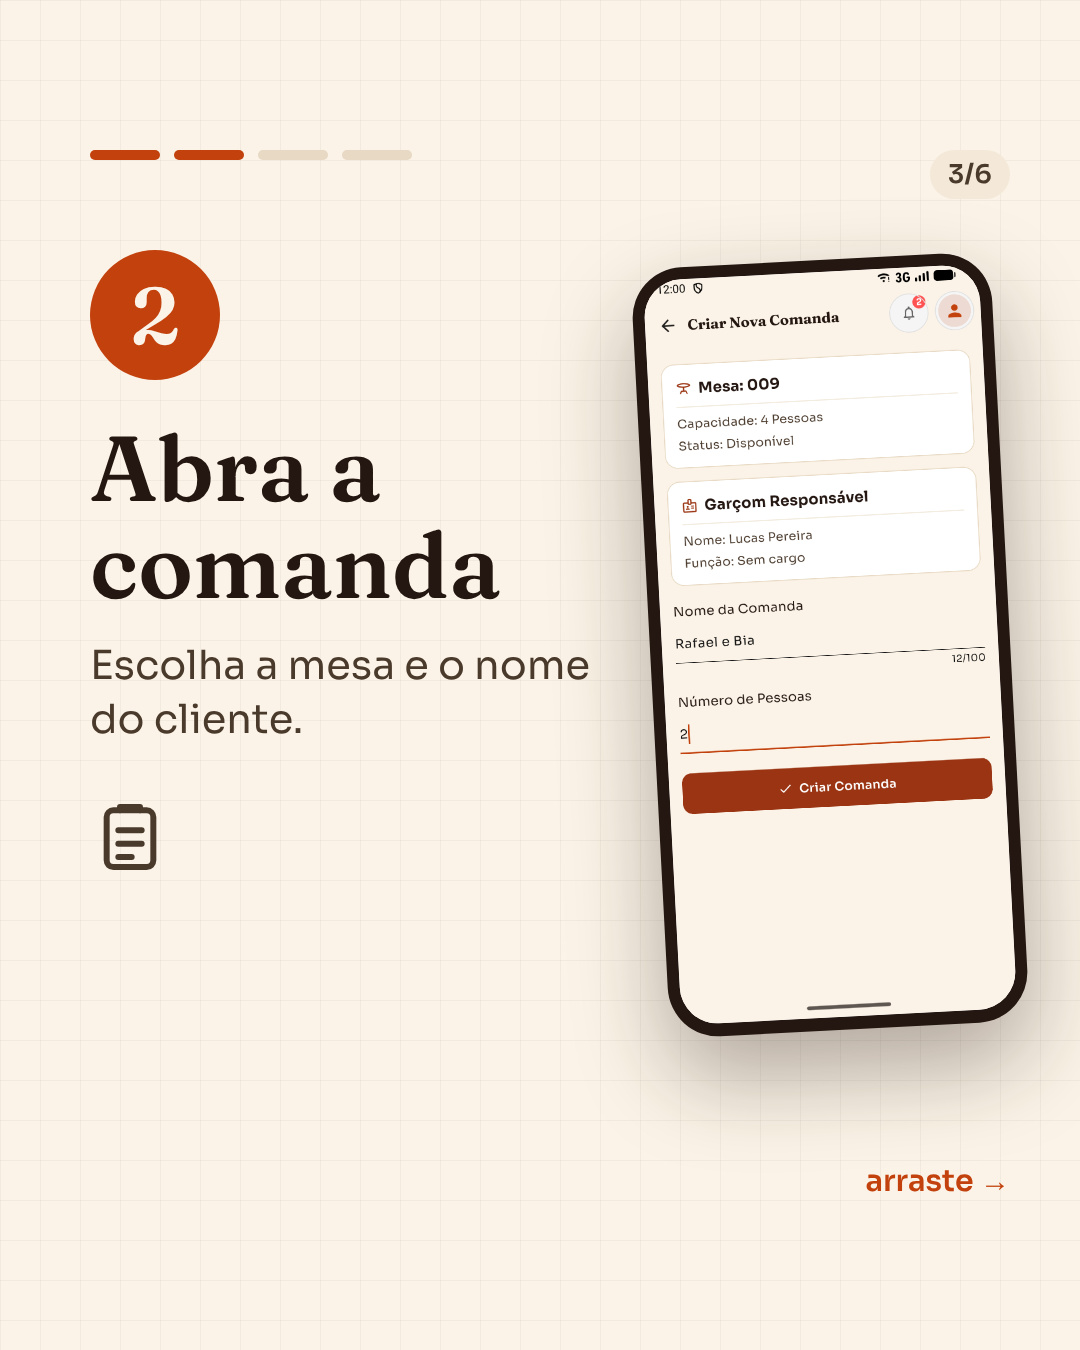 3/6
2
Abra a
comanda
Escolha a mesa e o nome
do cliente.
12:00 3G
Criar Nova Comanda
2
Mesa: 009
Capacidade: 4 Pessoas
Status: Disponível
Garçom Responsável
Nome: Lucas Pereira
Função: Sem cargo
Nome da Comanda
Rafael e Bia
12/100
Número de Pessoas
2
Criar Comanda
arraste →